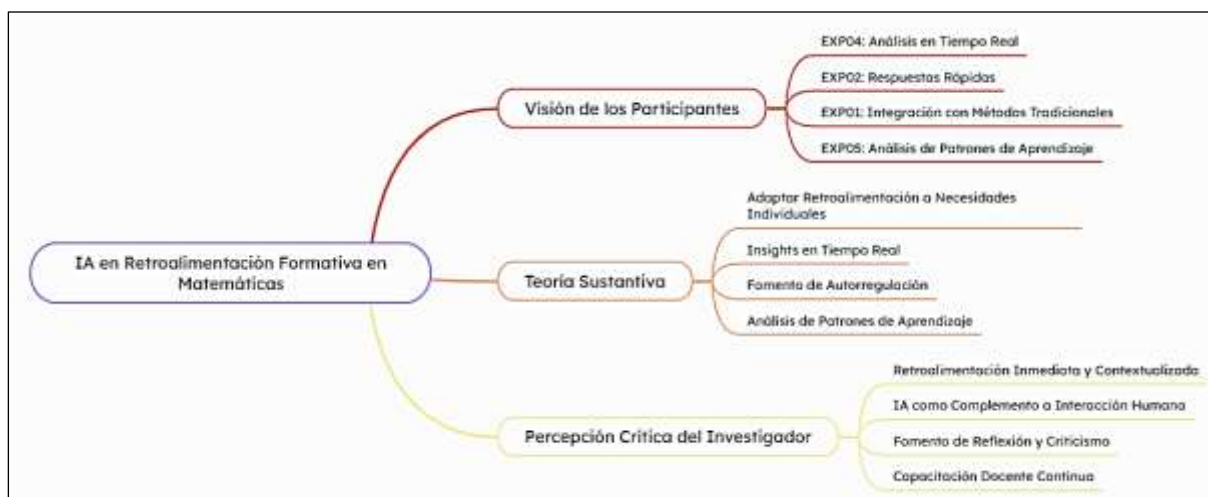 IA en Retroalimentación Formativa en
Matemáticas
Visión de los Participantes
EXP04: Análisis en Tiempo Real
EXP02: Respuestas Rápidas
EXP01: Integración con Métodos Tradicionales
EXP05: Análisis de Patrones de Aprendizaje
Teoría Sustantiva
Adaptar Retroalimentación a Necesidades
Individuales
Insights en Tiempo Real
Fomento de Autorregulación
Análisis de Patrones de Aprendizaje
Percepción Crítica del Investigador
Retroalimentación Inmediata y Contextualizada
IA como Complemento a Interacción Humana
Fomento de Reflexión y Criticismo
Capacitación Docente Continua